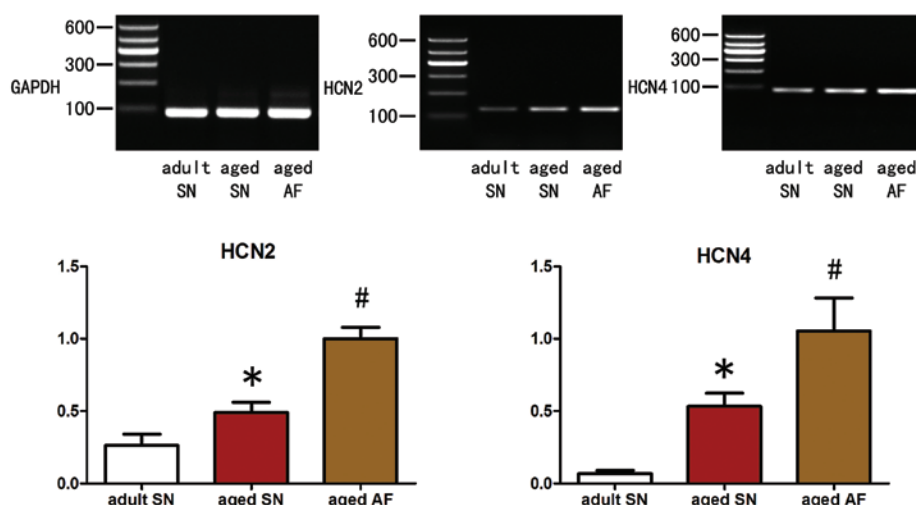 600
300
GAPDH
100
adult SN
aged SN
aged AF
600
300
HCN2
100
adult SN
aged SN
aged AF
600
300
HCN4 100
adult SN
aged SN
aged AF
HCN2
1.5
1.0
0.5
0.0
*
#
adult SN
aged SN
aged AF
HCN4
1.5
1.0
0.5
0.0
*
#
adult SN
aged SN
aged AF